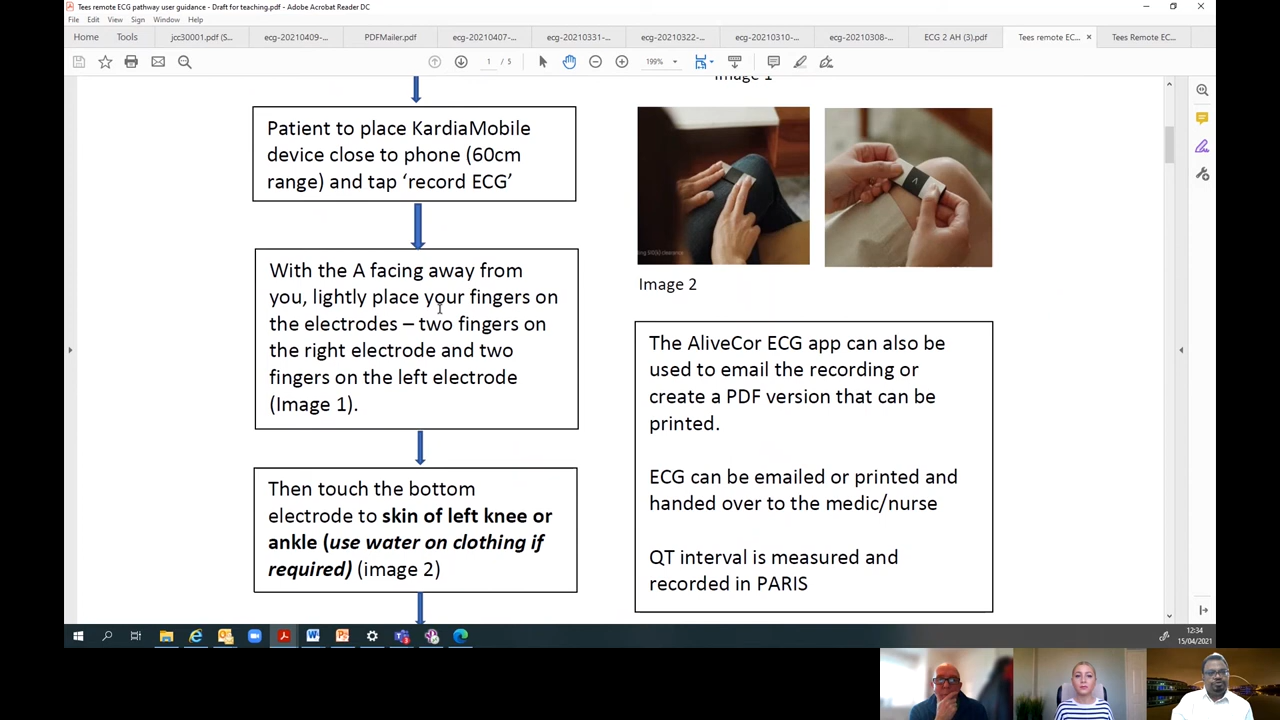 Tees remote ECG pathway user guidance - Draft for teaching.pdf - Adobe Acrobat Reader DC
File Edit View Sign Window Help
Home Tools jcc30001.pdf (S... ecg-20210409-... PDFMailer.pdf ecg-20210407-... ecg-20210331-... ecg-20210322-... ecg-20210310-... ecg-20210308-... ECG 2 AH (3).pdf Tees remote EC... Tees Remote EC...
1 / 5 199%
Image 1
Patient to place KardiaMobile
device close to phone (60cm
range) and tap ‘record ECG’
With the A facing away from
you, lightly place your fingers on
the electrodes – two fingers on
the right electrode and two
fingers on the left electrode
(Image 1).
Then touch the bottom
electrode to skin of left knee or
ankle (use water on clothing if
required) (image 2)
Image 2
The AliveCor ECG app can also be
used to email the recording or
create a PDF version that can be
printed.
ECG can be emailed or printed and
handed over to the medic/nurse
QT interval is measured and
recorded in PARIS
12:34
15/04/2021